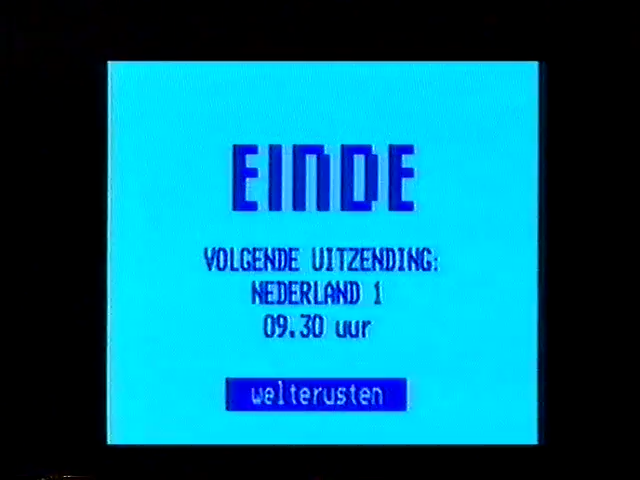 EINDE
VOLGENDE UITZENDING:
NEDERLAND 1
09.30 uur
welterusten